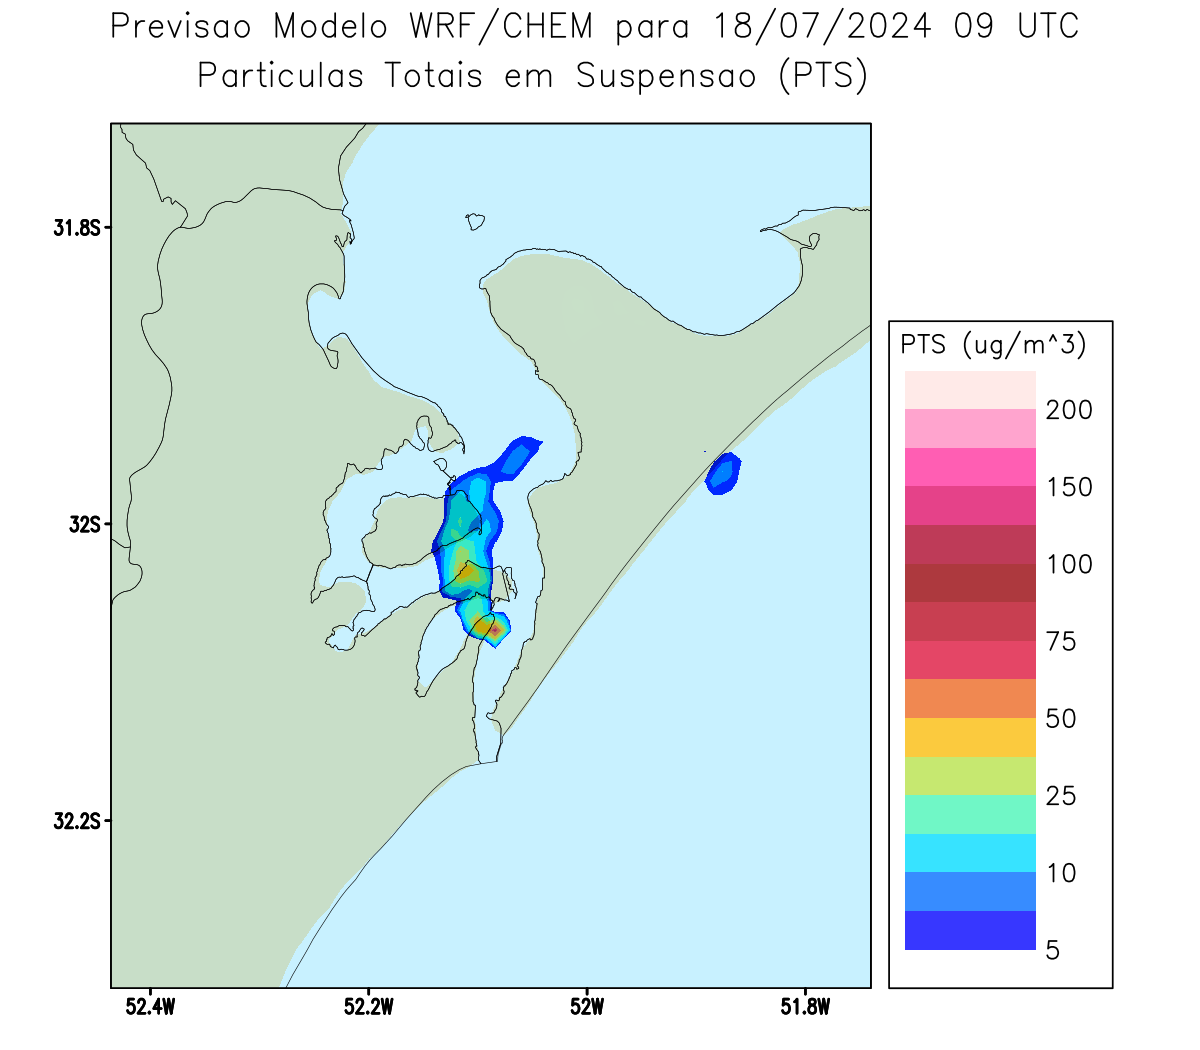 Previsao Modelo WRF/CHEM para 18/07/2024 09 UTC
Particulas Totais em Suspensao (PTS)
31.8S
32S
32.2S
52.4W
52.2W
52W
51.8W
PTS (ug/m^3)
200
150
100
75
50
25
10
5